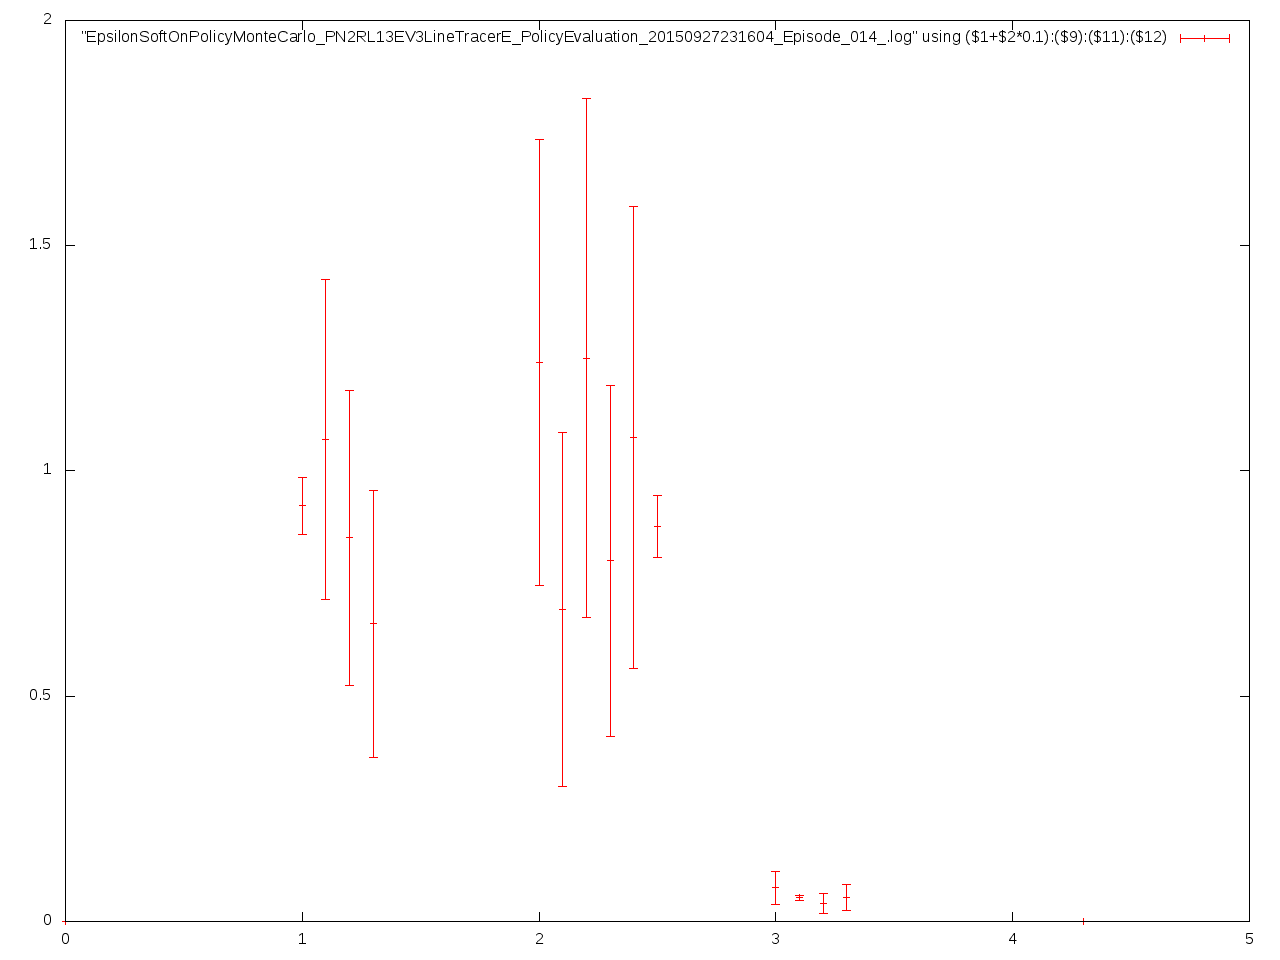 2
"EpsilonSoftOnPolicyMonteCarlo_PN2RL13EV3LineTracerE_PolicyEvaluation_20150927231604_Episode_014_.log" using ($1+$2*0.1):($9):($11):($12)
1.5
1
0.5
0
0 1 2 3 4 5